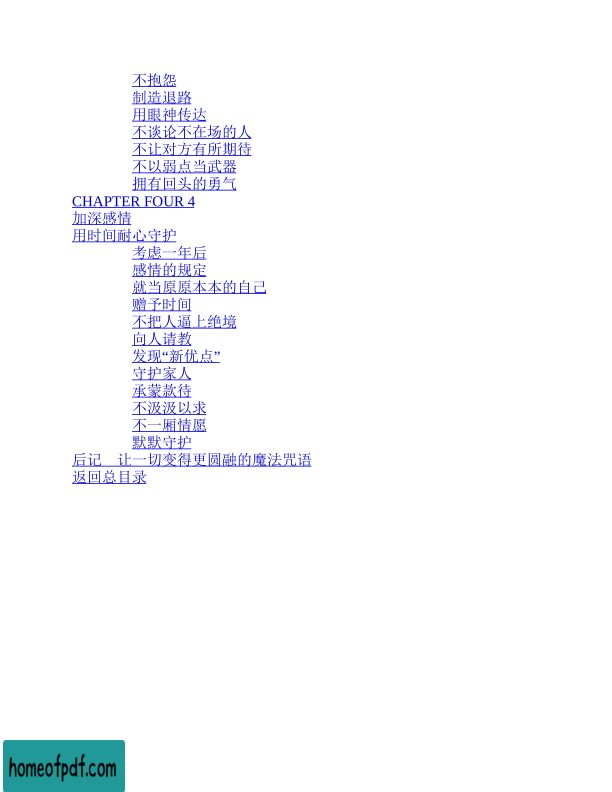 不抱怨
制造退路
用眼神传达
不谈论不在场的人
不让对方有所期待
不以弱点当武器
拥有回头的勇气
CHAPTER FOUR 4
加深感情
用时间耐心守护
考虑一年后
感情的规定
就当原原本本的自己
赠予时间
不把人逼上绝境
向人请教
发现“新优点”
守护家人
承蒙款待
不汲汲以求
不一厢情愿
默默守护
后记　让一切变得更圆融的魔法咒语
返回总目录
homeofpdf.com